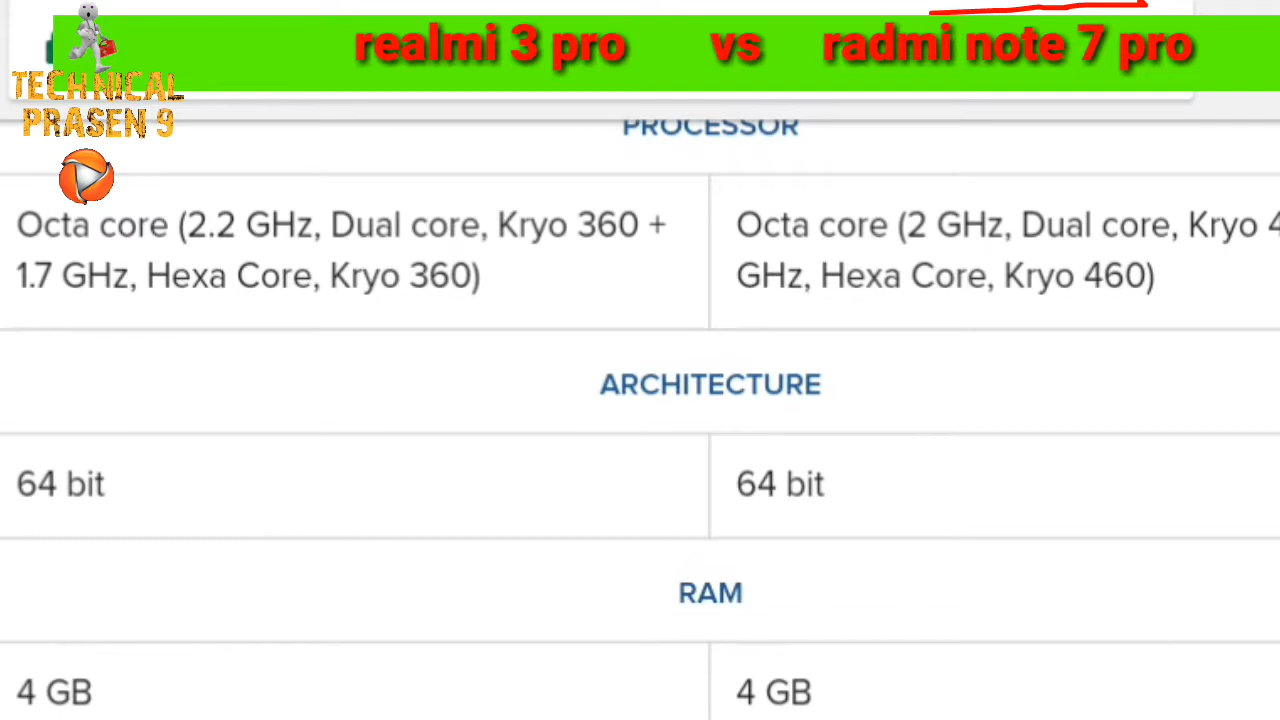 realmi 3 pro vs radmi note 7 pro
TECHNICAL
PRASEN 9
PROCESSOR
Octa core (2.2 GHz, Dual core, Kryo 360 +
1.7 GHz, Hexa Core, Kryo 360)
Octa core (2 GHz, Dual core, Kryo 4
GHz, Hexa Core, Kryo 460)
ARCHITECTURE
64 bit
64 bit
RAM
4 GB
4 GB